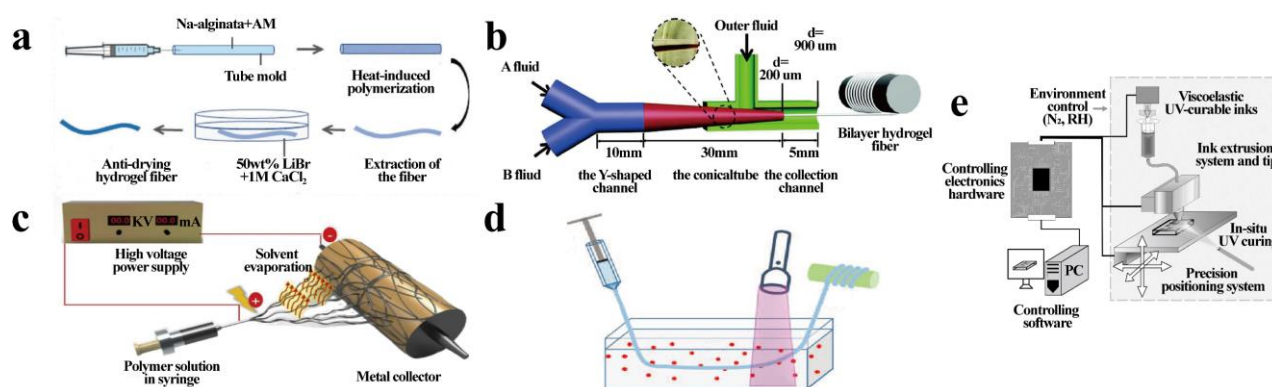 a
Na-alginata+AM
Tube mold
Heat-induced
polymerization
Extraction of
the fiber
50wt% LiBr
+1M CaCl₂
Anti-drying
hydrogel fiber
b
A fluid
B fliud
Outer fluid
d=
200 um
d=
900 um
Bilayer hydrogel
fiber
10mm
30mm
5mm
the Y-shaped
channel
the conicaltube
the collection
channel
c
KV
mA
High voltage
power supply
Solvent
evaporation
-
+
Polymer solution
in syringe
Metal collector
d
e
Environment
control
(N₂, RH)
Viscoelastic
UV-curable inks
Ink extrusion
system and tip
Controlling
electronics
hardware
In-situ
UV curing
PC
Precision
positioning system
Controlling
software